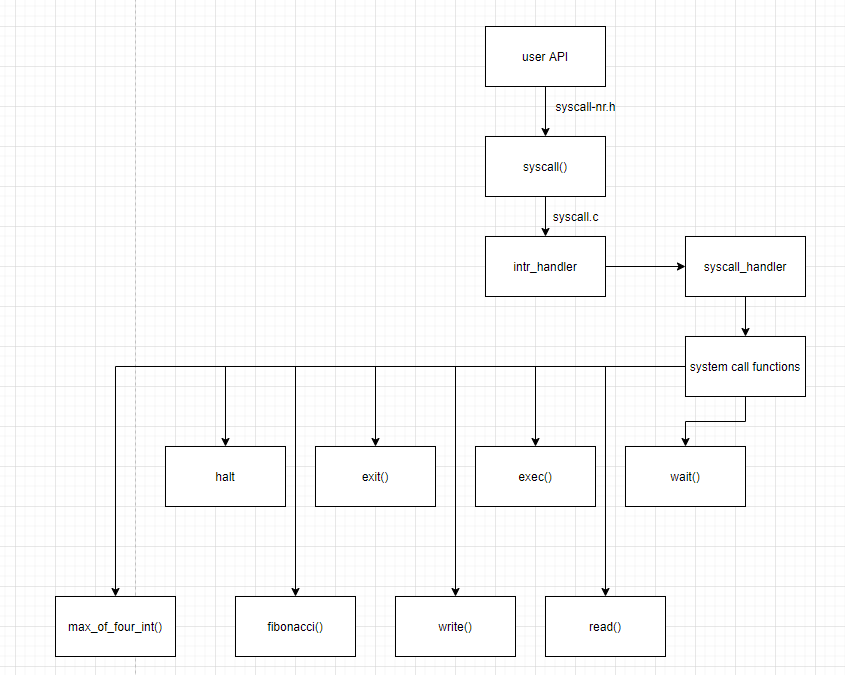 user API
syscall-nr.h
syscall()
syscall.c
intr_handler
syscall_handler
system call functions
halt
exit()
exec()
wait()
max_of_four_int()
fibonacci()
write()
read()